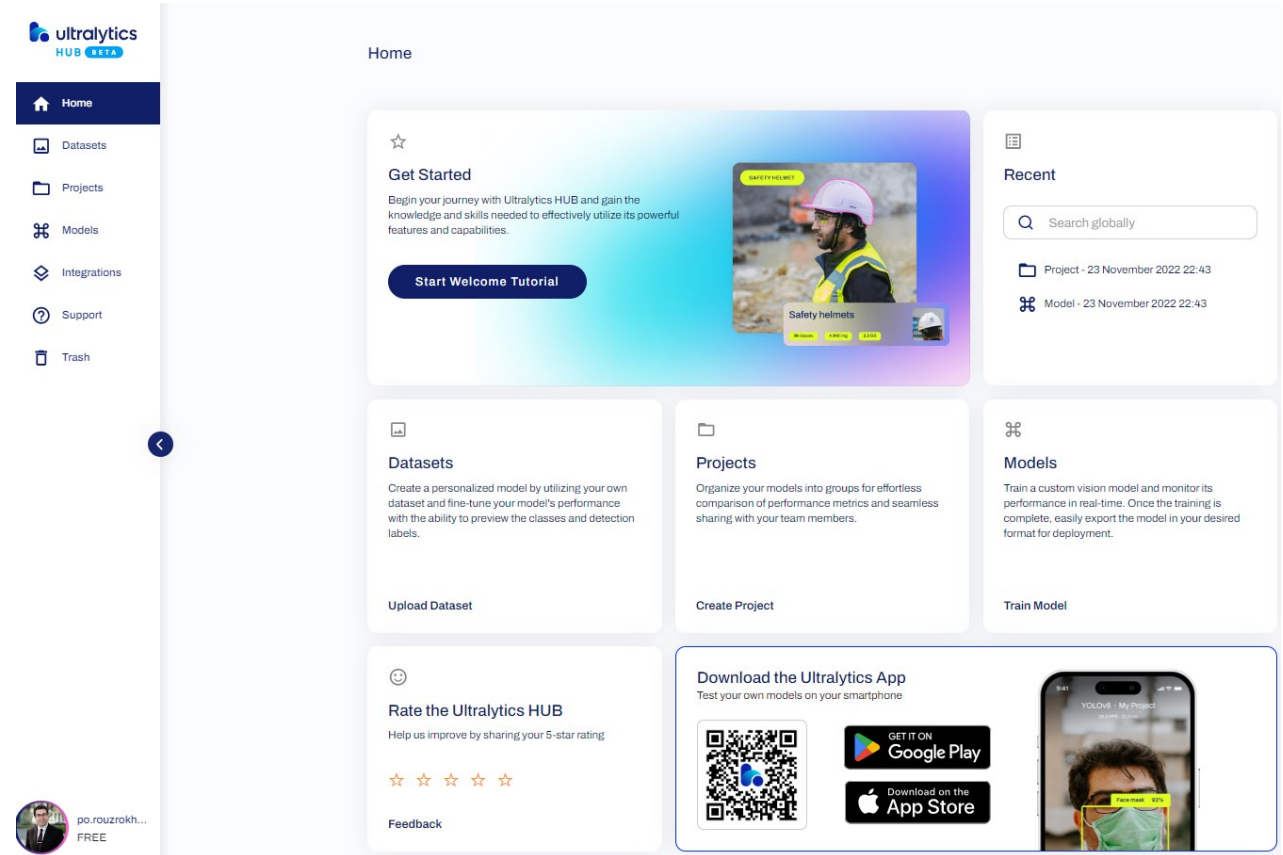 ultralytics
HUB BETA
Home
Datasets
Projects
Models
Integrations
Support
Trash
po.rouzrokh...
FREE
Home
Get Started
Begin your journey with Ultralytics HUB and gain the
knowledge and skills needed to effectively utilize its powerful
features and capabilities.
Start Welcome Tutorial
SAFETY HELMET
Safety helmets
Recent
Search globally
Project - 23 November 2022 22:43
Model - 23 November 2022 22:43
Datasets
Create a personalized model by utilizing your own
dataset and fine-tune your model's performance
with the ability to preview the classes and detection
labels.
Upload Dataset
Projects
Organize your models into groups for effortless
comparison of performance metrics and seamless
sharing with your team members.
Create Project
Models
Train a custom vision model and monitor its
performance in real-time. Once the training is
complete, easily export the model in your desired
format for deployment.
Train Model
Rate the Ultralytics HUB
Help us improve by sharing your 5-star rating
Feedback
Download the Ultralytics App
Test your own models on your smartphone
GET IT ON
Google Play
Download on the
App Store
9:41
YOLOv8 - My Project
Face mask 93%